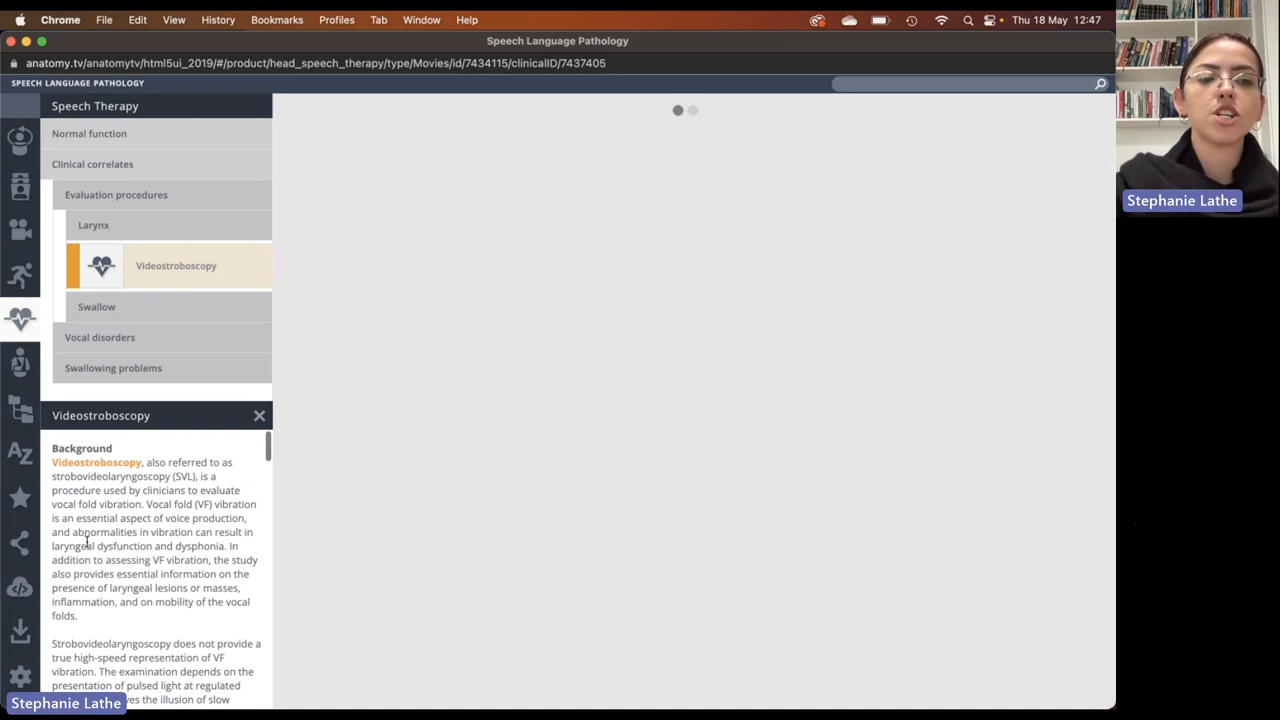 Chrome File Edit View History Bookmarks Profiles Tab Window Help Thu 18 May 12:47
Speech Language Pathology
anatomy.tv/anatomytv/html5ui_2019/#/product/head_speech_therapy/type/Movies/id/7434115/clinicalID/7437405
SPEECH LANGUAGE PATHOLOGY
Speech Therapy
Normal function
Clinical correlates
Evaluation procedures
Larynx
Videostroboscopy
Swallow
Vocal disorders
Swallowing problems
Videostroboscopy
Background
Videostroboscopy, also referred to as
strobovideolaryngoscopy (SVL), is a
procedure used by clinicians to evaluate
vocal fold vibration. Vocal fold (VF) vibration
is an essential aspect of voice production,
and abnormalities in vibration can result in
laryngeal dysfunction and dysphonia. In
addition to assessing VF vibration, the study
also provides essential information on the
presence of laryngeal lesions or masses,
inflammation, and on mobility of the vocal
folds.
Strobovideolaryngoscopy does not provide a
true high-speed representation of VF
vibration. The examination depends on the
presentation of pulsed light at regulated
the illusion of slow
AZ
Stephanie Lathe
Stephanie Lathe